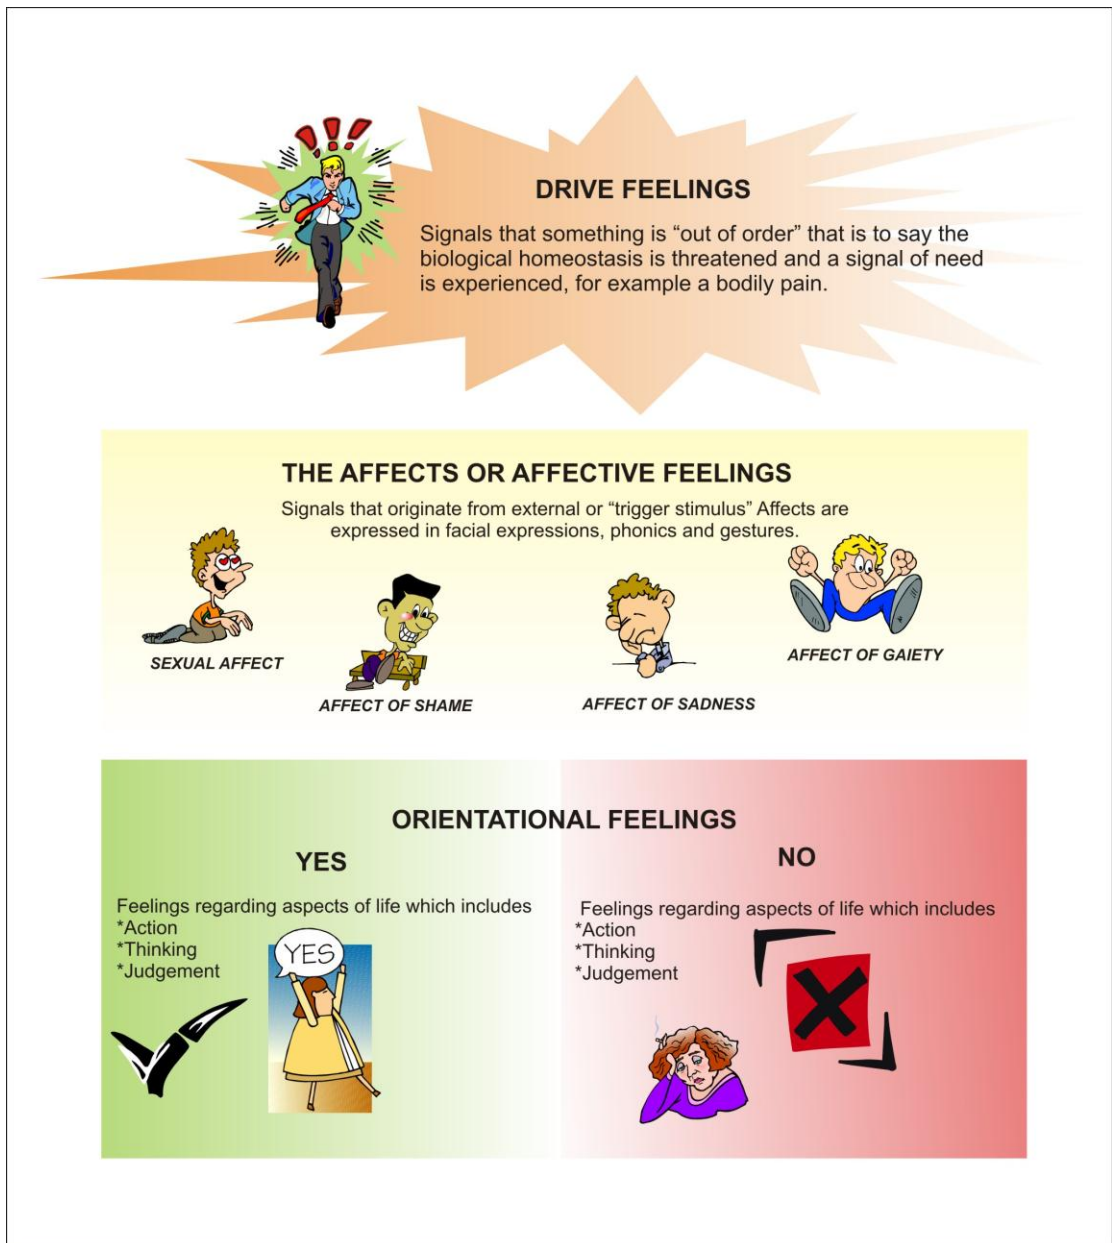 DRIVE FEELINGS
Signals that something is “out of order” that is to say the
biological homeostasis is threatened and a signal of need
is experienced, for example a bodily pain.
THE AFFECTS OR AFFECTIVE FEELINGS
Signals that originate from external or “trigger stimulus” Affects are
expressed in facial expressions, phonics and gestures.
SEXUAL AFFECT
AFFECT OF SHAME
AFFECT OF SADNESS
AFFECT OF GAIETY
ORIENTATIONAL FEELINGS
YES
Feelings regarding aspects of life which includes
*Action
*Thinking
*Judgement
YES
NO
Feelings regarding aspects of life which includes
*Action
*Thinking
*Judgement